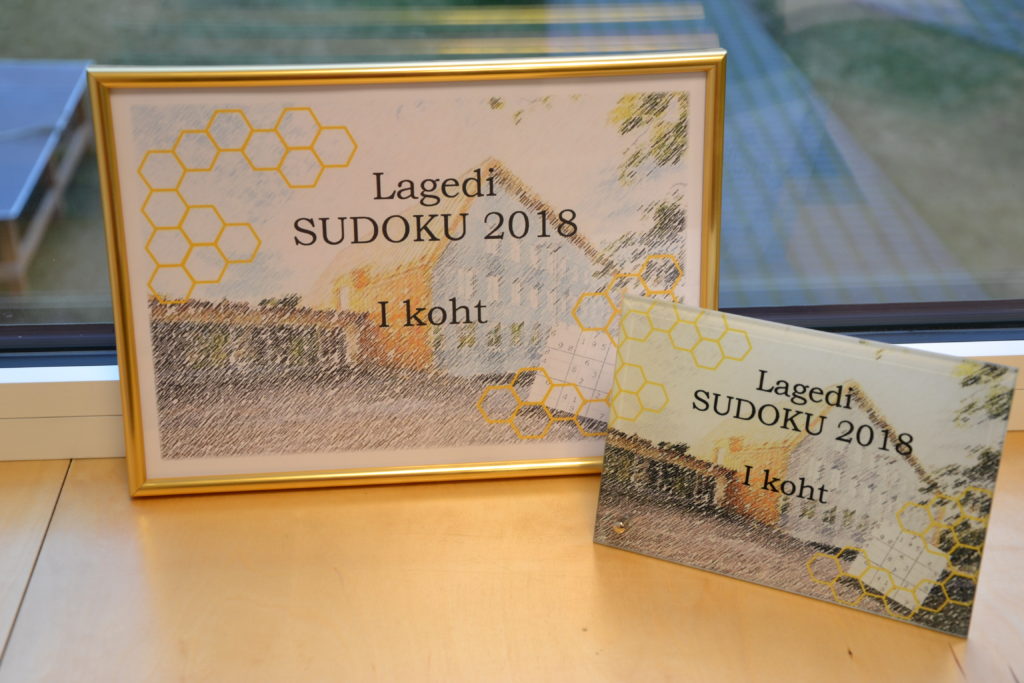 Lagedi
SUDOKU 2018
I koht
Lagedi
SUDOKU 2018
I koht